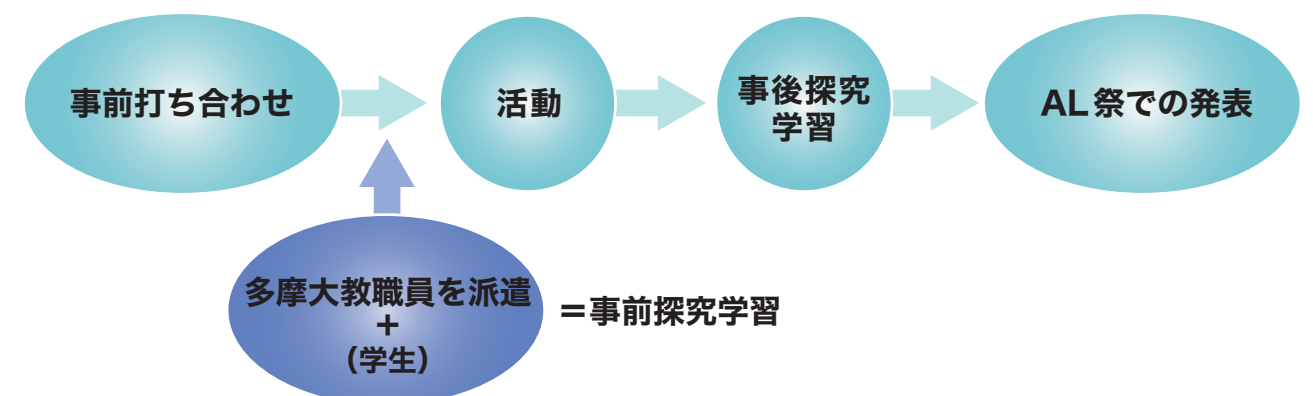 事前打ち合わせ
活動
事後探究
学習
AL祭での発表
多摩大教職員を派遣
+
(学生)
=事前探究学習